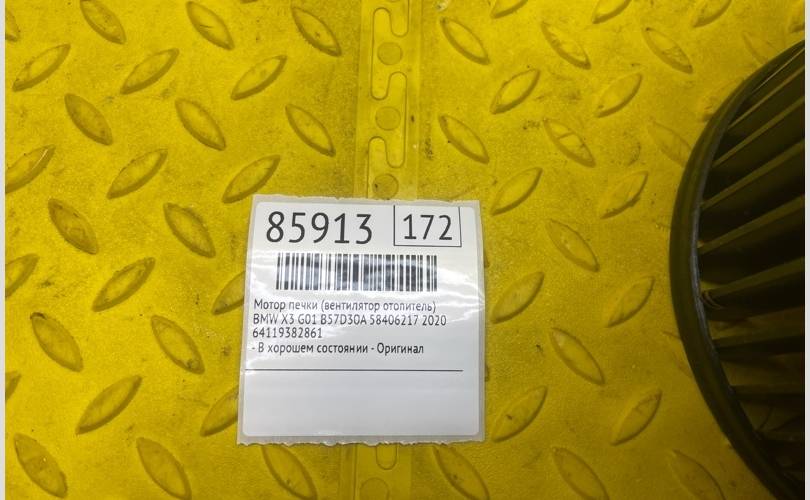 85913 172
Мотор печки (вентилятор отопитель)
BMW X3 G01 B57D30A 58406217 2020
64119382861
- В хорошем состоянии - Оригинал